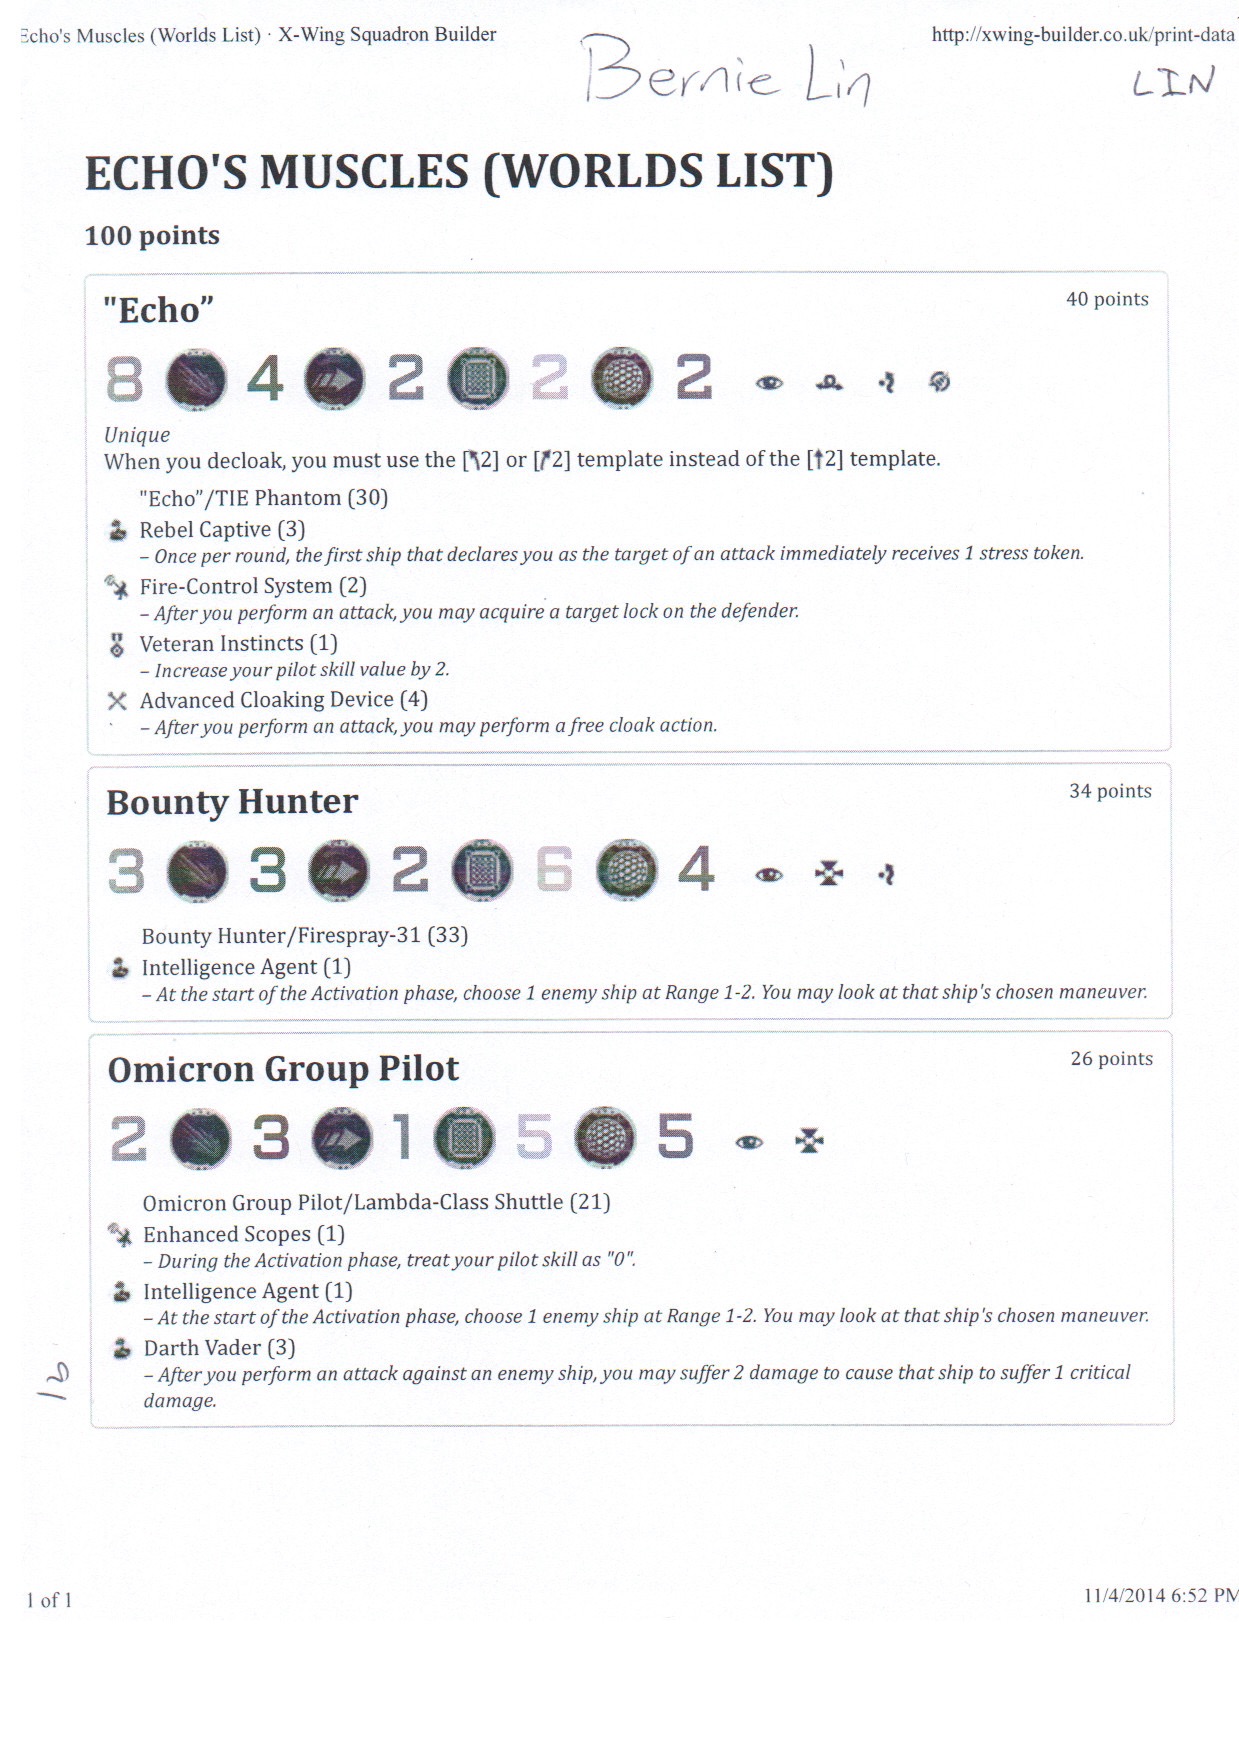 Echo's Muscles (Worlds List) · X-Wing Squadron Builder
http://xwing-builder.co.uk/print-data
Bernie Lin
LIN
ECHO'S MUSCLES (WORLDS LIST)
100 points
"Echo”
40 points
8 4 2 2 2
Unique
When you decloak, you must use the [↖2] or [↗2] template instead of the [↑2] template.
"Echo”/TIE Phantom (30)
Rebel Captive (3)
– Once per round, the first ship that declares you as the target of an attack immediately receives 1 stress token.
Fire-Control System (2)
– After you perform an attack, you may acquire a target lock on the defender.
Veteran Instincts (1)
– Increase your pilot skill value by 2.
Advanced Cloaking Device (4)
– After you perform an attack, you may perform a free cloak action.
Bounty Hunter
34 points
3 3 2 6 4
Bounty Hunter/Firespray-31 (33)
Intelligence Agent (1)
– At the start of the Activation phase, choose 1 enemy ship at Range 1-2. You may look at that ship's chosen maneuver.
Omicron Group Pilot
26 points
2 3 1 5 5
Omicron Group Pilot/Lambda-Class Shuttle (21)
Enhanced Scopes (1)
– During the Activation phase, treat your pilot skill as "0".
Intelligence Agent (1)
– At the start of the Activation phase, choose 1 enemy ship at Range 1-2. You may look at that ship's chosen maneuver.
Darth Vader (3)
– After you perform an attack against an enemy ship, you may suffer 2 damage to cause that ship to suffer 1 critical
damage.
1 of 1
11/4/2014 6:52 PM